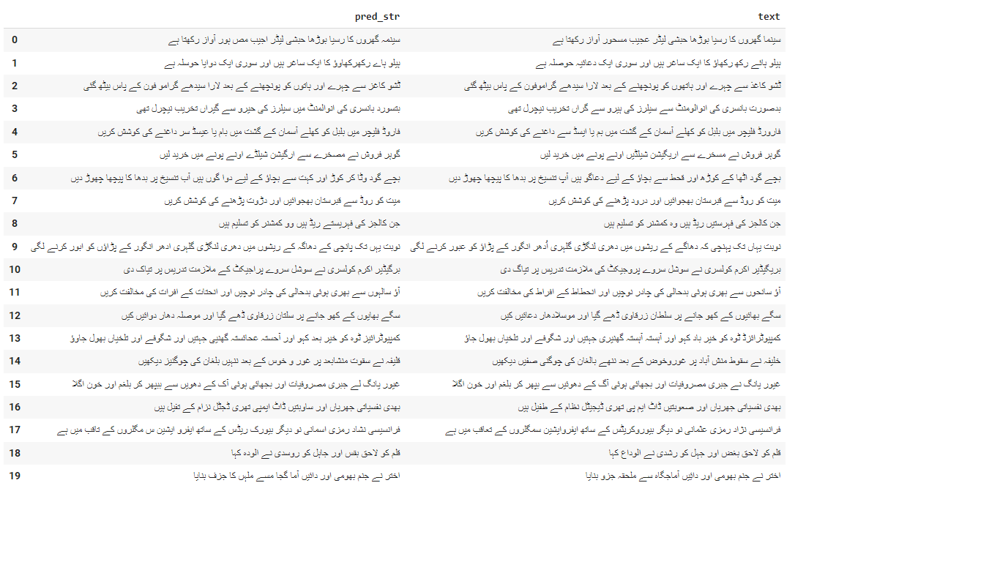 pred_str text
0 سینمہ گھروں کا رسیا بوڑھا حبشی لیڈر اجیب مص ہور آواز رکھتا ہے سینما گھروں کا رسیا بوڑھا حبشی لیڈر عجیب مسحور آواز رکھتا ہے
1 ہیلو ہاے رکھرکھاوؤ کا ایک ساغر ہیں اور سوری ایک دوایا حوسلہ ہے ہیلو ہائے رکھ رکھاؤ کا ایک ساغر ہیں اور سوری ایک دعائیہ حوصلہ ہے
2 ٹشو کاغز سے چہرے اور ہاتوں کو پونچھنے کے بعد لارا سیدھے گرامو فون کے پاس بیٹھ گئی ٹشو کاغذ سے چہرے اور ہاتھوں کو پونچھنے کے بعد لارا سیدھے گراموفون کے پاس بیٹھ گئی
3 بتسورد بانسری کی انوالمنٹ میں سیلرز کی حیرو سے گیراں تخریب نیچرل تھی بدصورت بانسری کی انوالومنٹ سے سیلرز کی ہیرو سے گراں تخریب نیچرل تھی
4 فاروڈ فلیچر میں بلبل کو کھلے آسمان کے گشت میں بام یا عیسڈ سر داغنے کی کوشش کریں فارورڈ فلیچر میں بلبل کو کھلے آسمان کے گشت میں بم یا ایسڈ سے داغنے کی کوشش کریں
5 گوہر فروش نے مصخرے سے ارگیشن شیلڈے اونے پونے میں خرید لیں گوہر فروش نے مسخرے سے اریگیشن شیلڈیں اونے پونے میں خرید لیں
6 بچے گود وٹا کر کوڑ اور کہت سے بچاؤ کے لیے دوا گوں ہیں آپ تنسیخ پر بدھا کا پیچھا چھوڑ دیں بچے گود اٹھا کے کوڑھ اور قحط سے بچاؤ کے لیے دعاگو ہیں آپ تنسیخ پر بدھا کا پیچھا چھوڑ دیں
7 میت کو روڈ سے قبرستان بھجوائیں اور دڑوت پڑھنے کی کوشش کریں میت کو روڈ سے قبرستان بھجوائیں اور درود پڑھنے کی کوشش کریں
8 جن کالجز کی فہریستے ریڈ ہیں وو کمشنر کو تسلیم ہیں جن کالجز کی فہرستیں ریڈ ہیں وہ کمشنر کو تسلیم ہیں
9 نوبت یہں تک پانچی کے دھاگہ کے ریشوں میں دھری لنگڑی گلہری ادھر انگور کے پڑاؤں کو ابور کرنے لگی نوبت یہاں تک پہنچی کہ دھاگے کے ریشوں میں دھری لنگڑی گلہری اُدھر انگور کے پڑاؤ کو عبور کرنے لگی
10 برگیڈیر اکرم کولسری نے سوشل سروے پراجیکٹ کے ملازمت تدریس پر تیاک دی بریگیڈیر اکرم کولسری نے سوشل سروے پروجیکٹ کی ملازمت تدریس پر تیاگ دی
11 آؤ سالہوں سے بھری ہوئی بدحالی کی چادر نوچیں اور انحتات کے افرات کی مخالفت کریں آؤ سانحوں سے بھری ہوئی بدحالی کی چادر نوچیں اور انحطاط کے افراط کی مخالفت کریں
12 سگے بھایوں کے کھو جانے پر سلتان زرقاوی ڈھے گیا اور موصلہ دھار دوائیں کیں سگے بھائیوں کے کھو جانے پر سلطان زرقاوی ڈھے گیا اور موسلادھار دعائیں کیں
13 کمپیوٹرائیز ٹوہ کو خیر بعد کہو اور آحستہ عحائستہ گھنیی جہتیں اور شگوفے اور تلخیاں بھول جاوؤ کمپیوٹرائزڈ ٹوہ کو خیر باد کہو اور آہستہ آہستہ گھنیری جہتیں اور شگوفے اور تلخیاں بھول جاؤ
14 قلیفہ نے سقوت منشابعد پر غور و خوس کے بعد ننہیں بلغان کی چوگنیز دیکھیں خلیفہ نے سقوط منش آباد پر غوروخوض کے بعد ننھے بالغان کی چوگنی صفیں دیکھیں
15 غیور یانگ لے جبری مصروفیات اور بجھائی ہوئی آک کے دھویں سے ببپھر کر بلغم اور خون اگلا غیور یانگ نے جبری مصروفیات اور بجھائی ہوئی آگ کے دھوئیں سے بپھر کر بلغم اور خون اگلا
16 بھدی نفسیاتی جھریاں اور ساوبتیں ڈاٹ ایمپی تھری ڈجٹل نزام کے تفیل ہیں بھدی نفسیاتی جھریاں اور صعوبتیں ڈاٹ ایم پی تھری ڈیجیٹل نظام کے طفیل ہیں
17 فرانسیسی نشاد رمزی اسمانی نو دیگر بیورک ریڈس کے ساتھ ایفرو ایشین س مگلروں کے تاقب میں ہے فرانسیسی نژاد رمزی عثمانی نو دیگر بیوروکریٹس کے ساتھ ایفروایشین سمگلروں کے تعاقب میں ہے
18 قلم کو لاحق بقس اور جاہل کو روسدی نے الودہ کہا قلم کو لاحق بغض اور جہل کو رشدی نے الوداع کہا
19 اختر نے جنم بھومی اور دائیں آما گجا مسے ملہں کا جزف بنایا اختر نے جنم بھومی اور دائیں آماجگاہ سے ملحقہ جزو بنایا